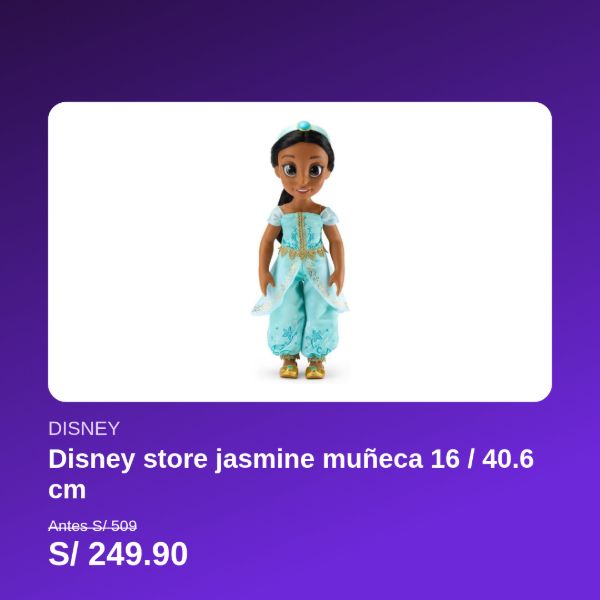 DISNEY
Disney store jasmine muñeca 16 / 40.6
cm
Antes S/ 509
S/ 249.90